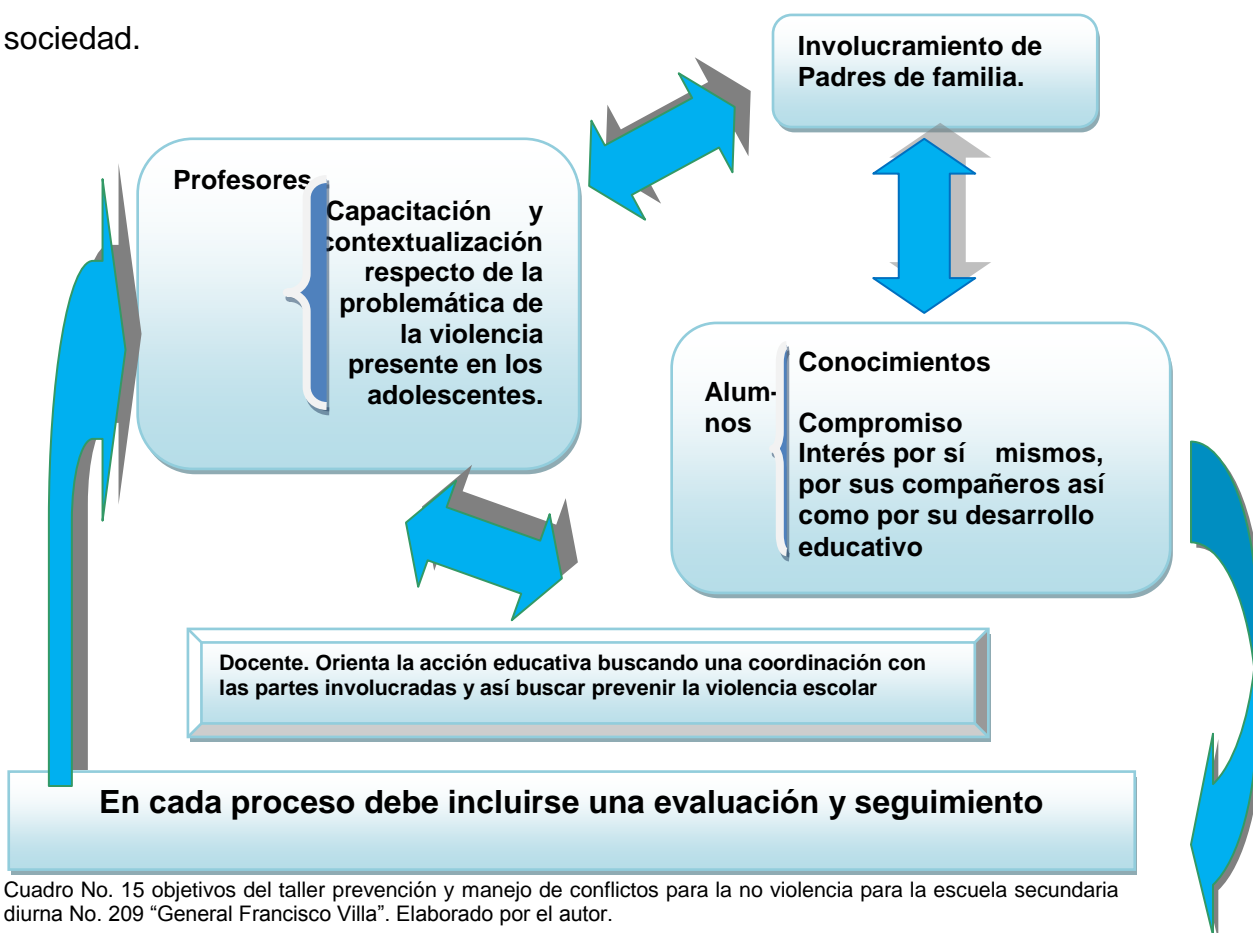 sociedad.
Involucramiento de
Padres de familia.
Profesores
Capacitación y
contextualización
respecto de la
problemática de
la violencia
presente en los
adolescentes.
Conocimientos
Alum-
nos
Compromiso
Interés por sí mismos,
por sus compañeros así
como por su desarrollo
educativo
Docente. Orienta la acción educativa buscando una coordinación con
las partes involucradas y así buscar prevenir la violencia escolar
En cada proceso debe incluirse una evaluación y seguimiento
Cuadro No. 15 objetivos del taller prevención y manejo de conflictos para la no violencia para la escuela secundaria
diurna No. 209 “General Francisco Villa”. Elaborado por el autor.